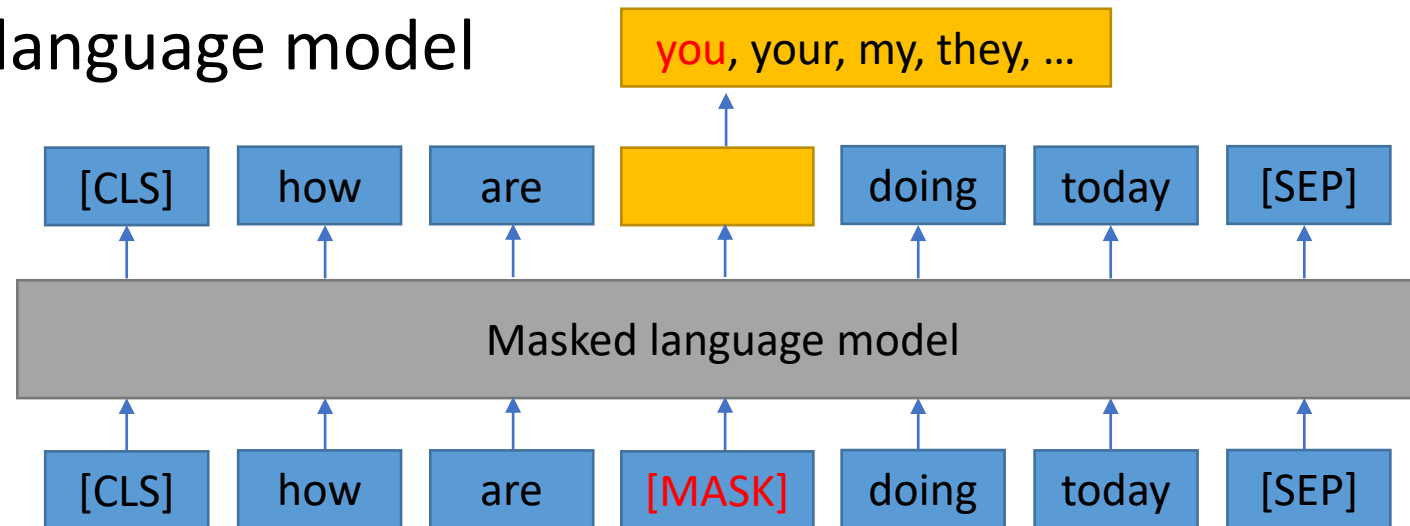 language model
you, your, my, they, ...
[CLS] how are doing today [SEP]
Masked language model
[CLS] how are [MASK] doing today [SEP]